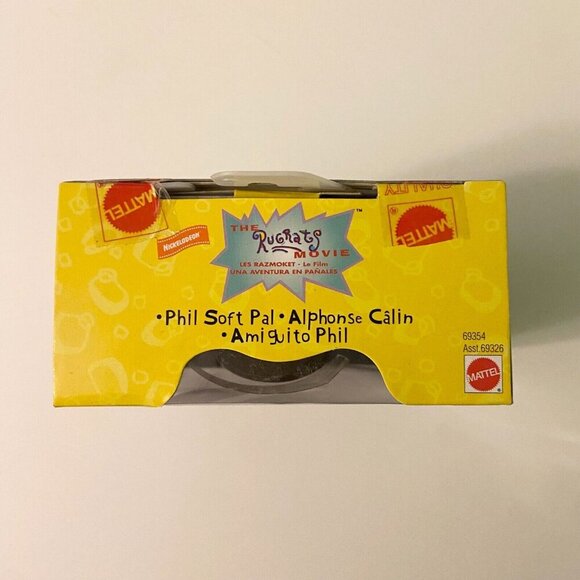 MATTEL
QUALITY
MATTEL
NICKELODEON
THE
Rugrats
MOVIE
™
LES RAZMOKET - Le Film
UNA AVENTURA EN PAÑALES
•Phil Soft Pal •Alphonse Câlin
•Amiguito Phil
69354
Asst.69326
MATTEL
®